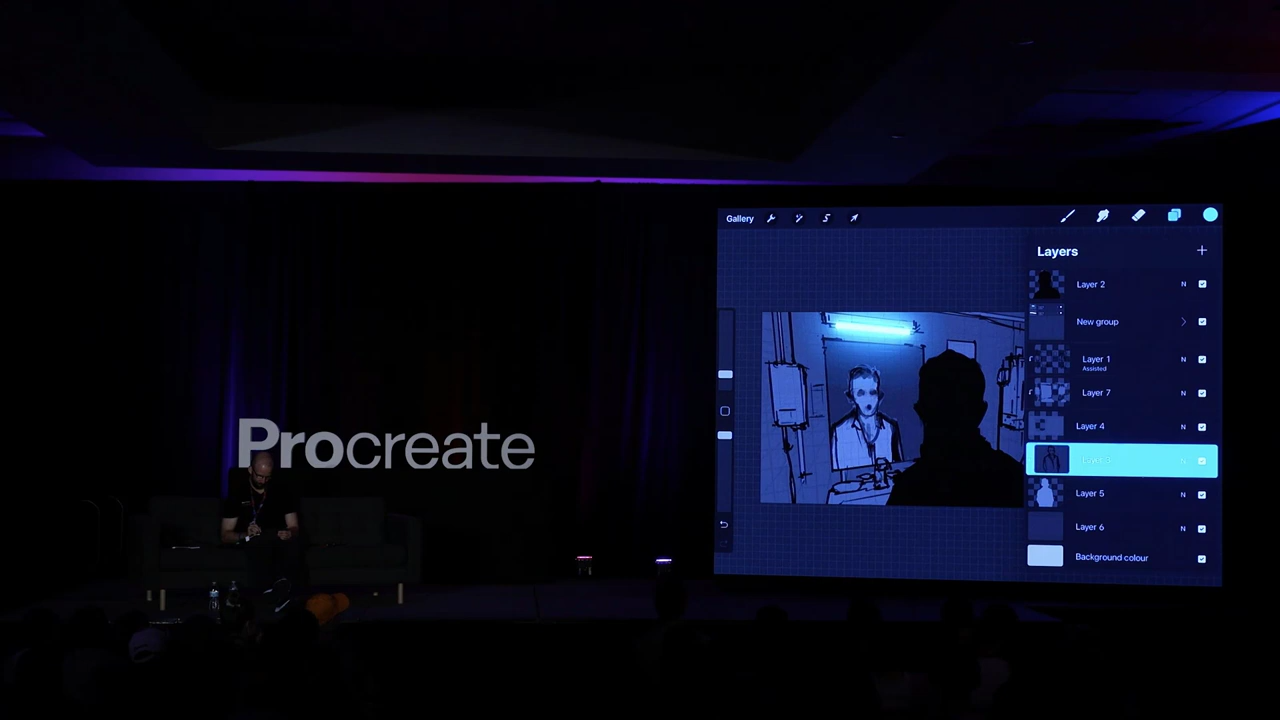 Procreate
Gallery
Layers
Layer 2 N
New group
Layer 1 N
Assisted
Layer 7 N
Layer 4 N
N
Layer 5 N
Layer 6 N
Background colour